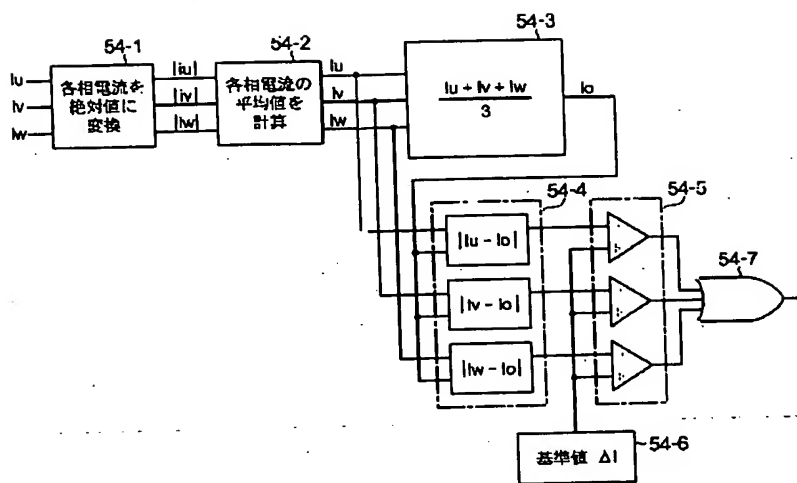 54-1
54-2
54-3
Iu
Iv
Iw
各相電流を
絶対値に
変換
|iu|
|iv|
|iw|
各相電流の
平均値を
計算
Iu
Iv
Iw
Iu + Iv + Iw
3
Io
54-4
54-5
|Iu - Io|
|Iv - Io|
|Iw - Io|
54-7
基準値 ΔI
54-6